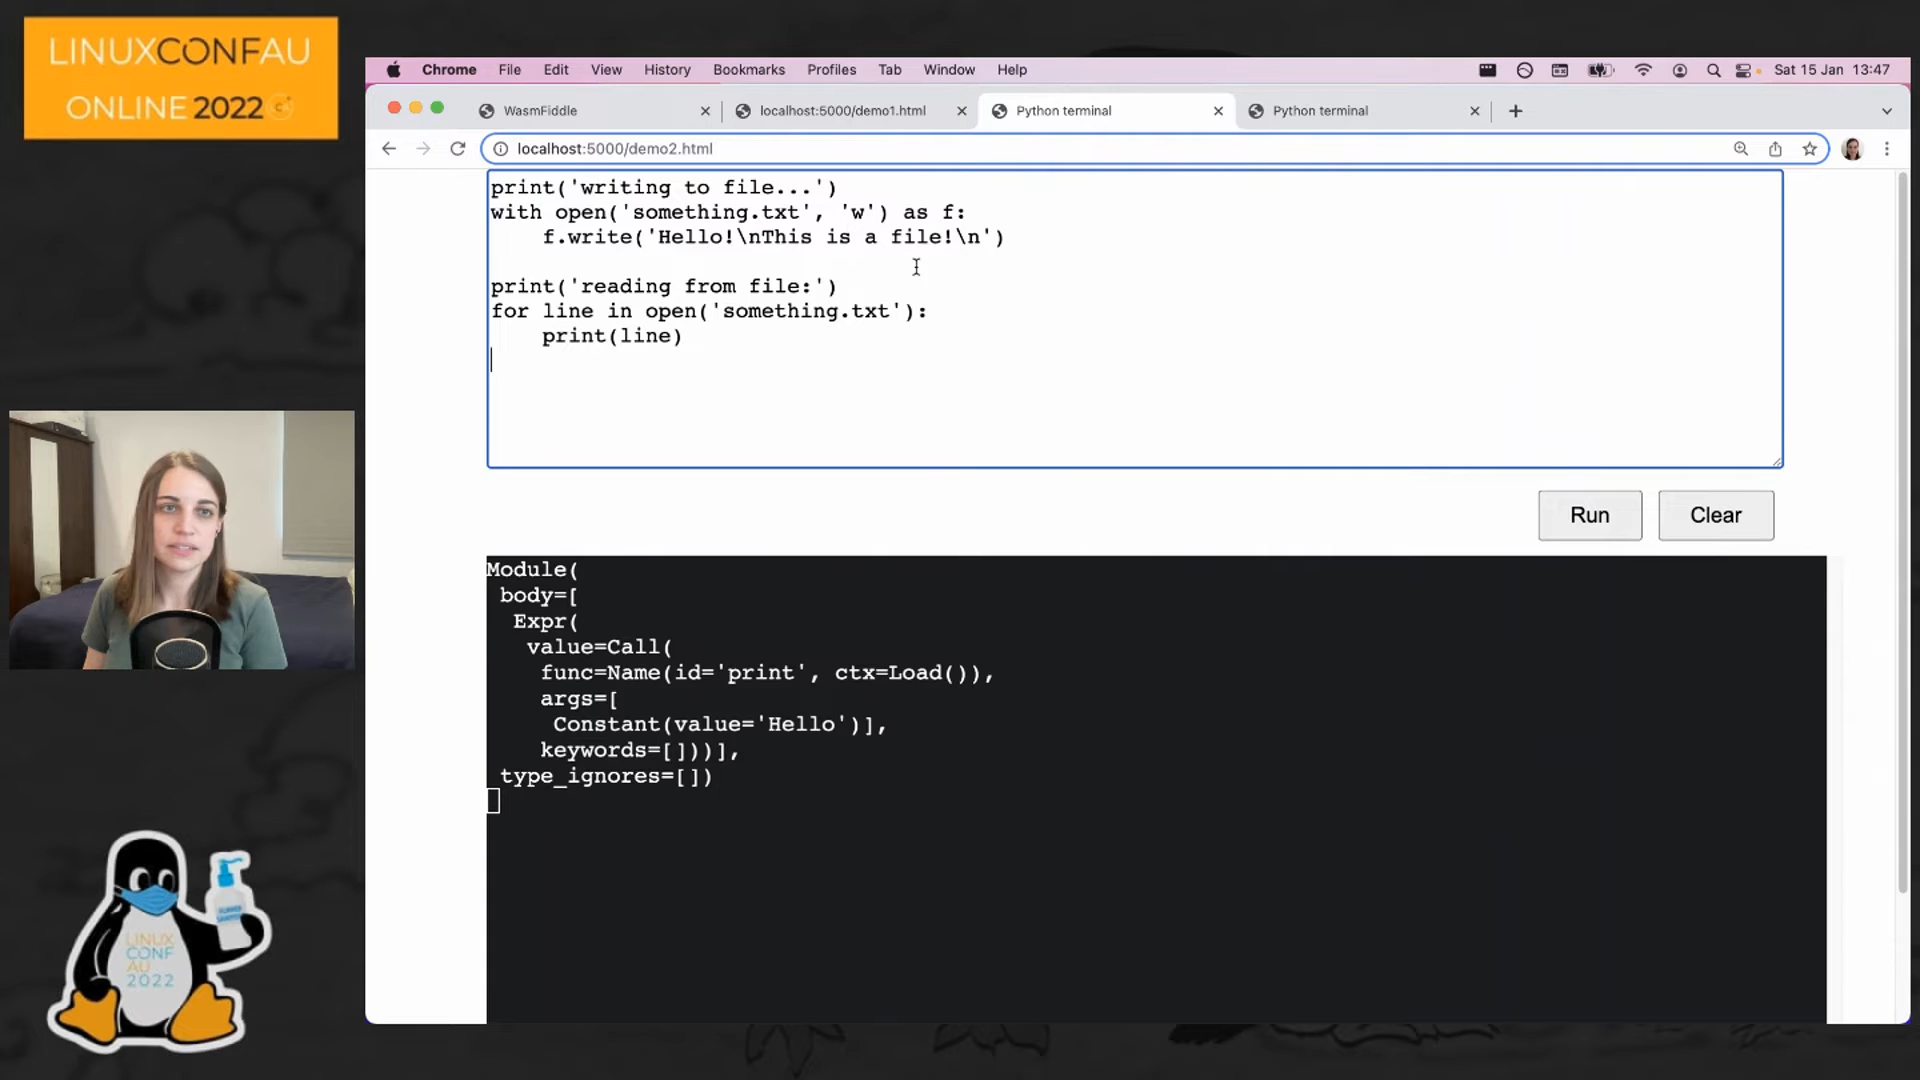 LINUXCONFAU
ONLINE 2022
Chrome File Edit View History Bookmarks Profiles Tab Window Help
Sat 15 Jan 13:47
WasmFiddle
localhost:5000/demo1.html
Python terminal
Python terminal
localhost:5000/demo2.html
print('writing to file...')
with open('something.txt', 'w') as f:
    f.write('Hello!\nThis is a file!\n')
print('reading from file:')
for line in open('something.txt'):
    print(line)
Run
Clear
Module(
 body=[
  Expr(
   value=Call(
    func=Name(id='print', ctx=Load()),
    args=[
     Constant(value='Hello')],
    keywords=[]))],
 type_ignores=[])
LINUX
CONF
AU
2022